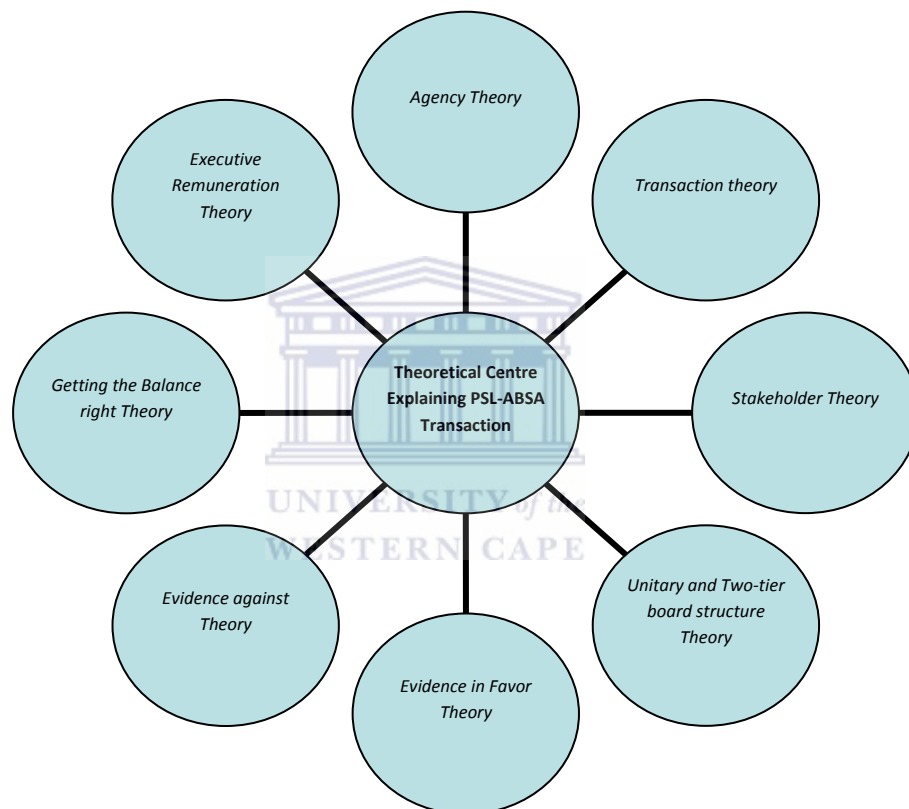 Agency Theory
Executive
Remuneration
Theory
Transaction theory
Theoretical Centre
Explaining PSL-ABSA
Transaction
Getting the Balance
right Theory
Stakeholder Theory
UNIVERSITY of the
WESTERN CAPE
Evidence against
Theory
Unitary and Two-tier
board structure
Theory
Evidence in Favor
Theory